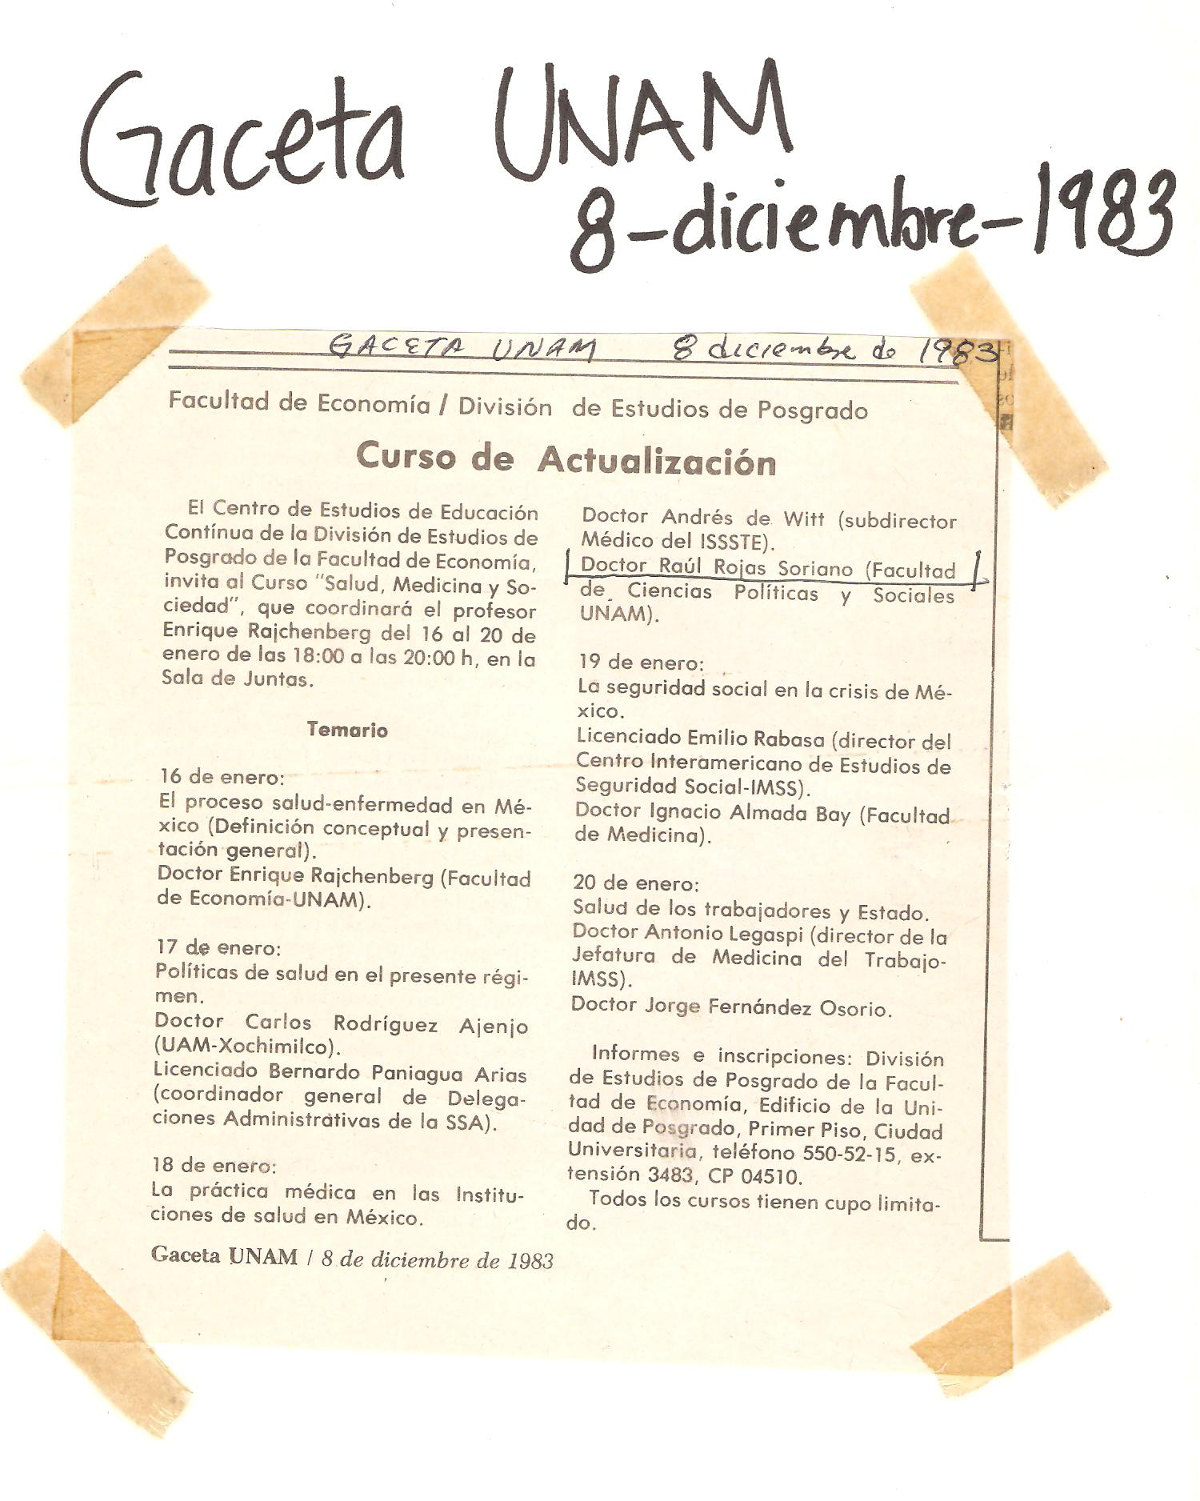 Gaceta UNAM
8-diciembre-1983
GACETA UNAM 8 diciembre de 1983
Facultad de Economía / División de Estudios de Posgrado
Curso de Actualización
El Centro de Estudios de Educación
Contínua de la División de Estudios de
Posgrado de la Facultad de Economía,
invita al Curso "Salud, Medicina y So-
ciedad", que coordinará el profesor
Enrique Rajchenberg del 16 al 20 de
enero de las 18:00 a las 20:00 h, en la
Sala de Juntas.
Temario
16 de enero:
El proceso salud-enfermedad en Mé-
xico (Definición conceptual y presen-
tación general).
Doctor Enrique Rajchenberg (Facultad
de Economía-UNAM).
17 de enero:
Políticas de salud en el presente régi-
men.
Doctor Carlos Rodríguez Ajenjo
(UAM-Xochimilco).
Licenciado Bernardo Paniagua Arias
(coordinador general de Delega-
ciones Administrativas de la SSA).
18 de enero:
La práctica médica en las Institu-
ciones de salud en México.
Doctor Andrés de Witt (subdirector
Médico del ISSSTE).
Doctor Raúl Rojas Soriano (Facultad
de Ciencias Políticas y Sociales
UNAM).
19 de enero:
La seguridad social en la crisis de Mé-
xico.
Licenciado Emilio Rabasa (director del
Centro Interamericano de Estudios de
Seguridad Social-IMSS).
Doctor Ignacio Almada Bay (Facultad
de Medicina).
20 de enero:
Salud de los trabajadores y Estado.
Doctor Antonio Legaspi (director de la
Jefatura de Medicina del Trabajo-
IMSS).
Doctor Jorge Fernández Osorio.
Informes e inscripciones: División
de Estudios de Posgrado de la Facul-
tad de Economía, Edificio de la Uni-
dad de Posgrado, Primer Piso, Ciudad
Universitaria, teléfono 550-52-15, ex-
tensión 3483, CP 04510.
Todos los cursos tienen cupo limita-
do.
Gaceta UNAM / 8 de diciembre de 1983